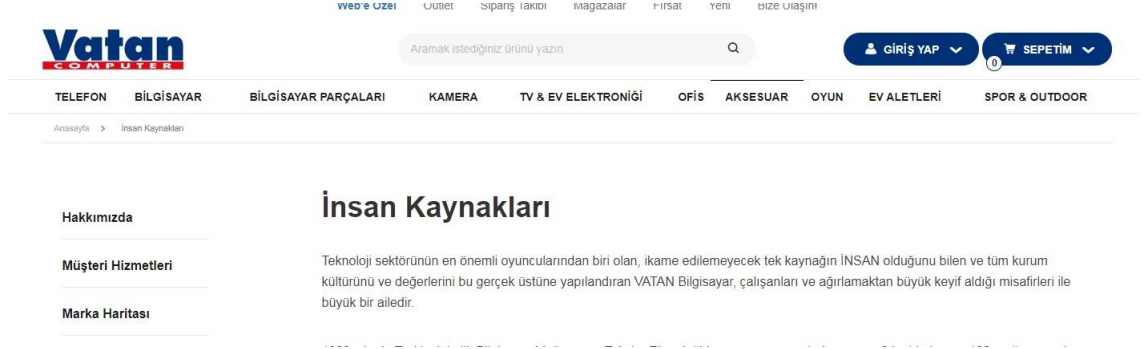 Web'e Özel Outlet Sipariş Takibi Mağazalar Fırsat Yeni Bize Ulaşın!
Vatan
COMPUTER
Aramak istediğiniz ürünü yazın
GİRİŞ YAP
0
SEPETİM
TELEFON BİLGİSAYAR BİLGİSAYAR PARÇALARI KAMERA TV & EV ELEKTRONİĞİ OFİS AKSESUAR OYUN EV ALETLERİ SPOR & OUTDOOR
Anasayfa > İnsan Kaynakları
Hakkımızda
Müşteri Hizmetleri
Marka Haritası
İnsan Kaynakları
Teknoloji sektörünün en önemli oyuncularından biri olan, ikame edilemeyecek tek kaynağın İNSAN olduğunu bilen ve tüm kurum
kültürünü ve değerlerini bu gerçek üstüne yapılandıran VATAN Bilgisayar, çalışanları ve ağırlamaktan büyük keyif aldığı misafirleri ile
büyük bir ailedir.